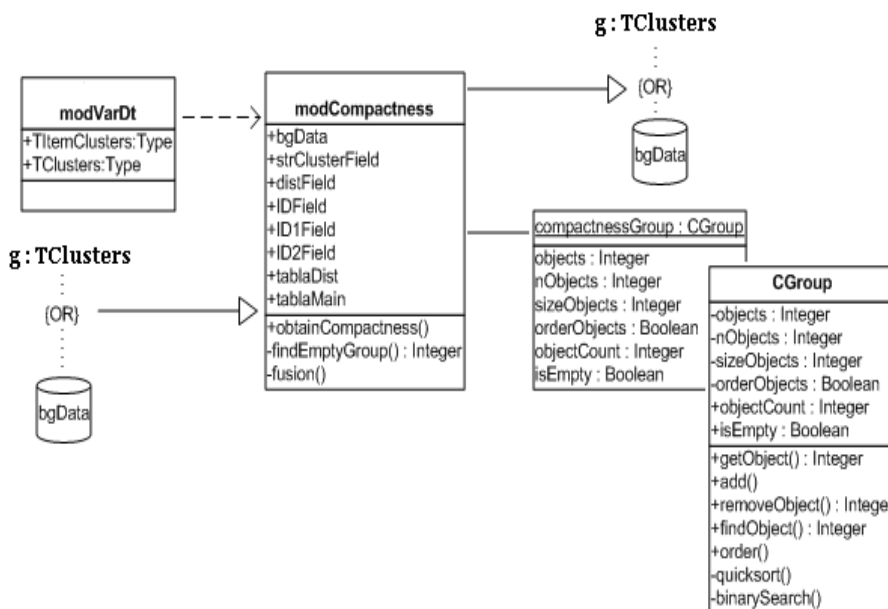 g : TClusters
{OR}
bgData
modVarDt
+TItemClusters:Type
+TClusters:Type
modCompactness
+bgData
+strClusterField
+distField
+IDField
+ID1Field
+ID2Field
+tablaDist
+tablaMain
+obtainCompactness()
-findEmptyGroup() : Integer
-fusion()
g : TClusters
{OR}
bgData
compactnessGroup : CGroup
objects : Integer
nObjects : Integer
sizeObjects : Integer
orderObjects : Boolean
objectCount : Integer
isEmpty : Boolean
CGroup
-objects : Integer
-nObjects : Integer
-sizeObjects : Integer
-orderObjects : Boolean
+objectCount : Integer
+isEmpty : Boolean
+getObject() : Integer
+add()
+removeObject() : Intege
+findObject() : Integer
+order()
-quicksort()
-binarySearch()